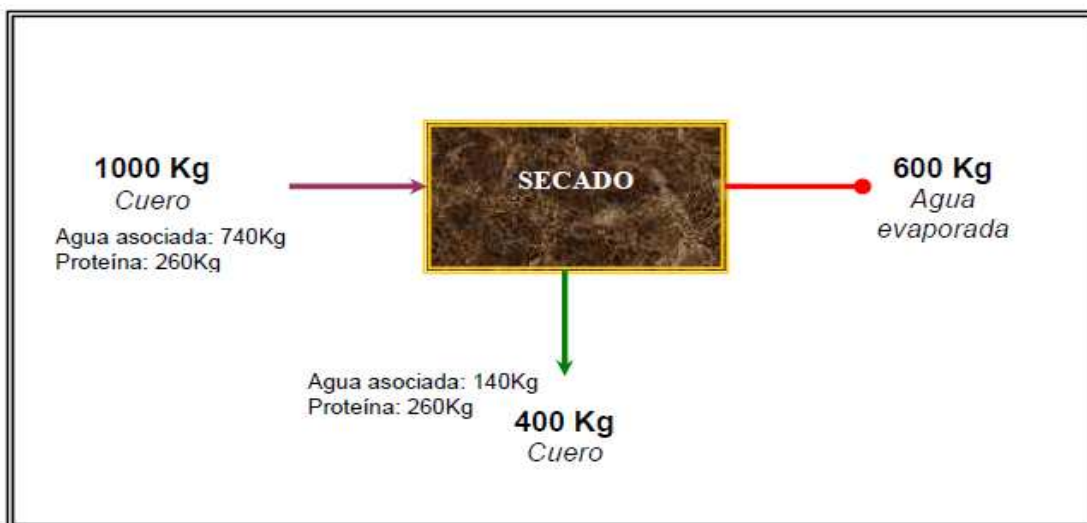 1000 Kg
Cuero
Agua asociada: 740Kg
Proteína: 260Kg
SECADO
600 Kg
Agua
evaporada
Agua asociada: 140Kg
Proteína: 260Kg
400 Kg
Cuero